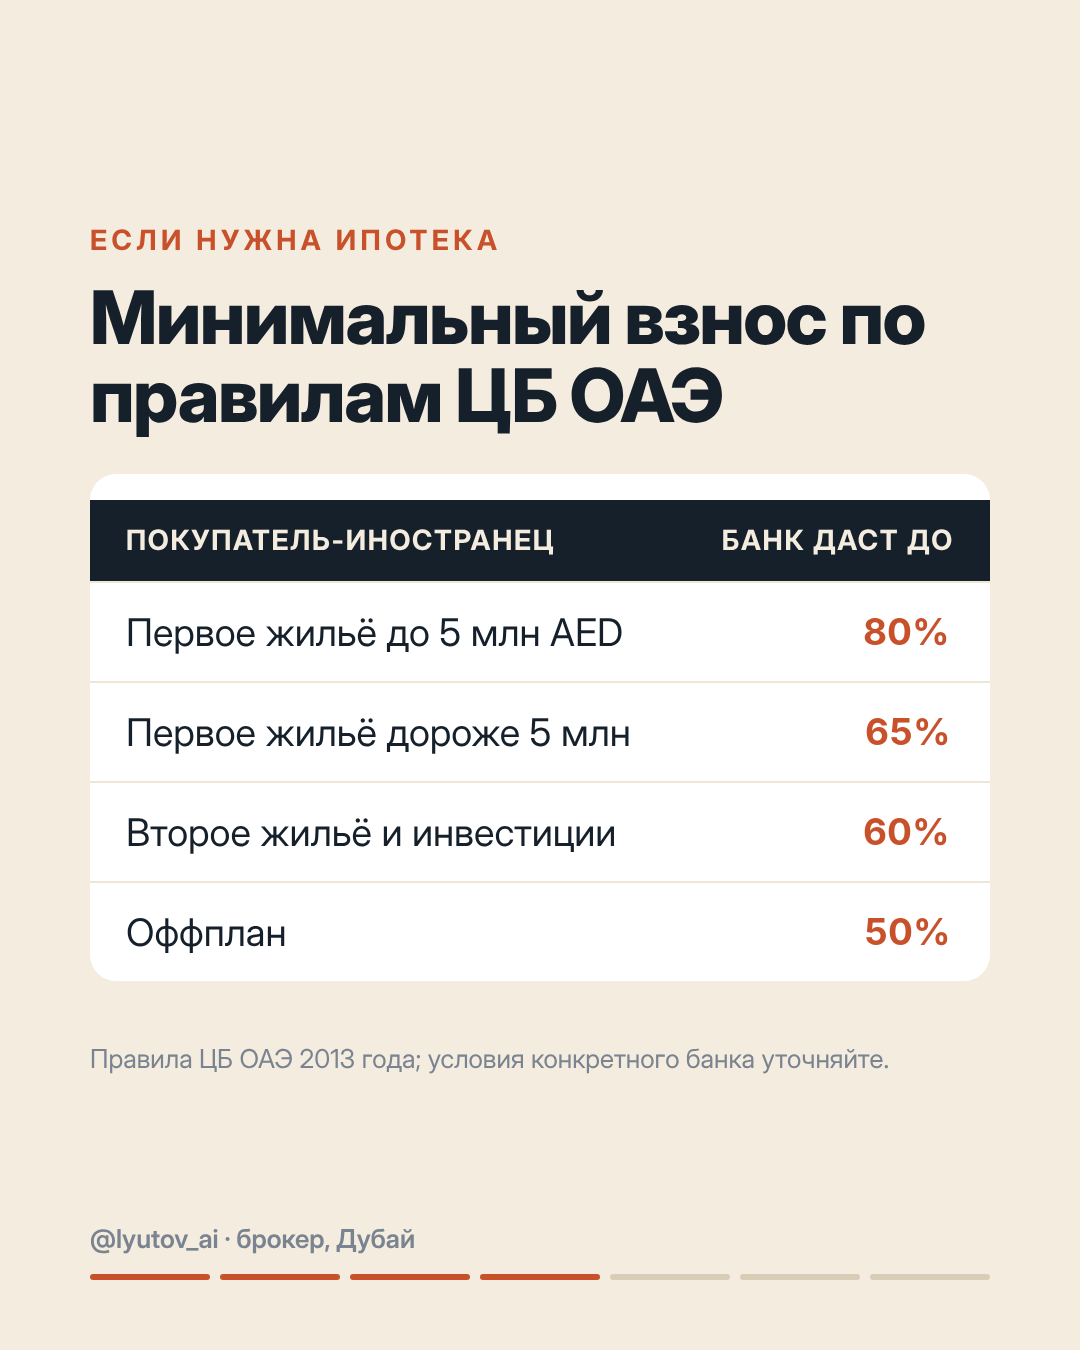 ЕСЛИ НУЖНА ИПОТЕКА
Минимальный взнос по
правилам ЦБ ОАЭ
ПОКУПАТЕЛЬ-ИНОСТРАНЕЦ БАНК ДАСТ ДО
Первое жильё до 5 млн AED 80%
Первое жильё дороже 5 млн 65%
Второе жильё и инвестиции 60%
Оффплан 50%
Правила ЦБ ОАЭ 2013 года; условия конкретного банка уточняйте.
@lyutov_ai · брокер, Дубай